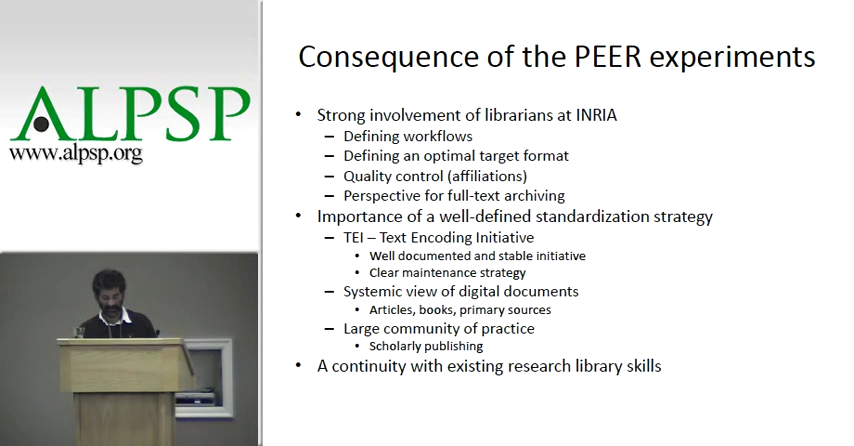 ALPSP
www.alpsp.org
Consequence of the PEER experiments
• Strong involvement of librarians at INRIA
– Defining workflows
– Defining an optimal target format
– Quality control (affiliations)
– Perspective for full-text archiving
• Importance of a well-defined standardization strategy
– TEI – Text Encoding Initiative
• Well documented and stable initiative
• Clear maintenance strategy
– Systemic view of digital documents
• Articles, books, primary sources
– Large community of practice
• Scholarly publishing
• A continuity with existing research library skills